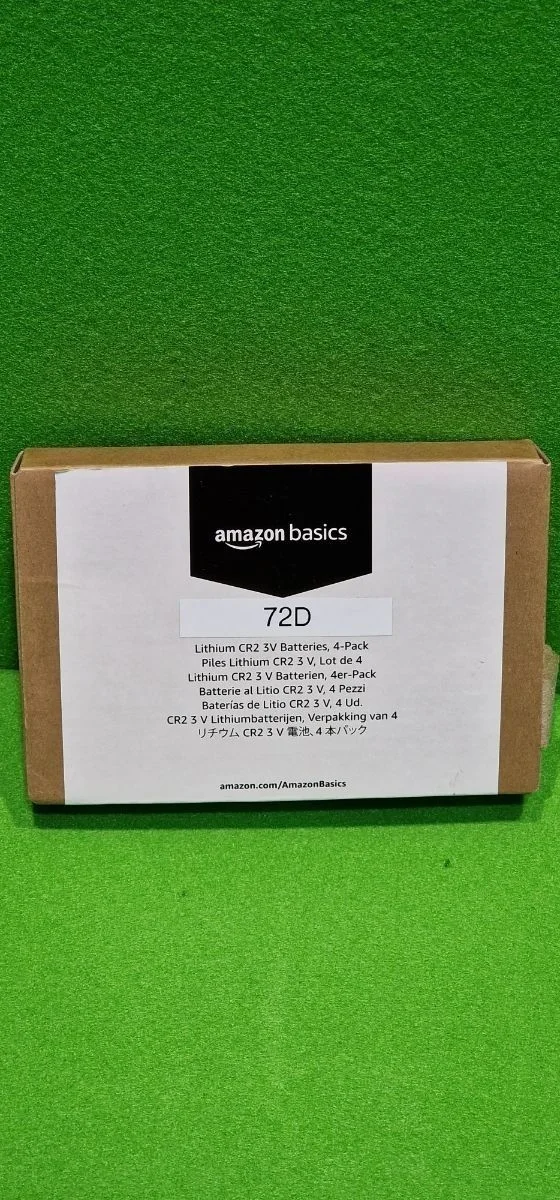 amazon basics
72D
Lithium CR2 3V Batteries, 4-Pack
Piles Lithium CR2 3 V, Lot de 4
Lithium CR2 3 V Batterien, 4er-Pack
Batterie al Litio CR2 3 V, 4 Pezzi
Baterías de Litio CR2 3 V, 4 Ud.
CR2 3 V Lithiumbatterijen, Verpakking van 4
リチウム CR2 3 V 電池、4 本パック
amazon.com/AmazonBasics